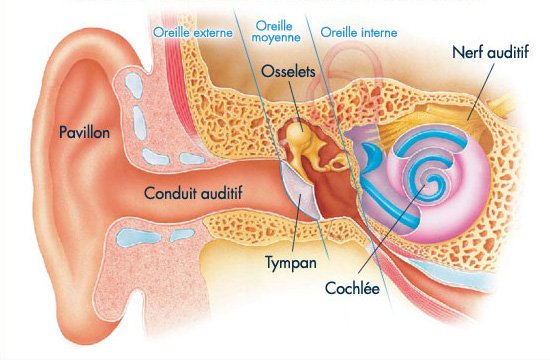 Oreille externe
Oreille
moyenne
Oreille interne
Osselets
Nerf auditif
Pavillon
Conduit auditif
Tympan
Cochlée